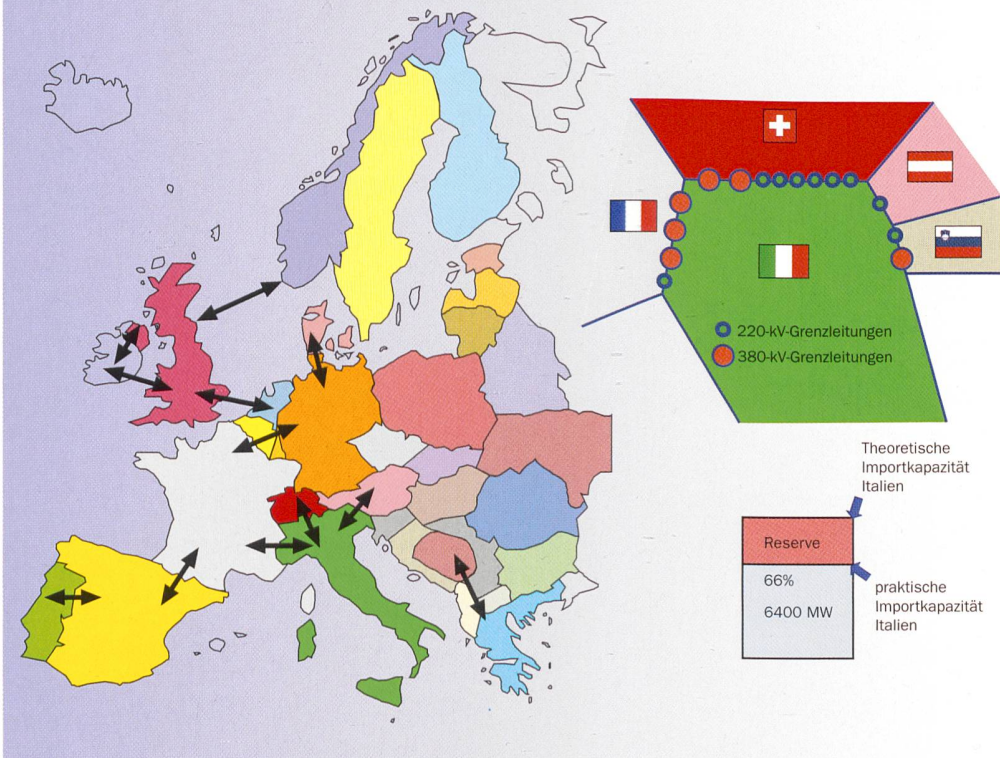 220-kV-Grenzleitungen
380-kV-Grenzleitungen
Theoretische
Importkapazität
Italien
Reserve
66%
6400 MW
praktische
Importkapazität
Italien